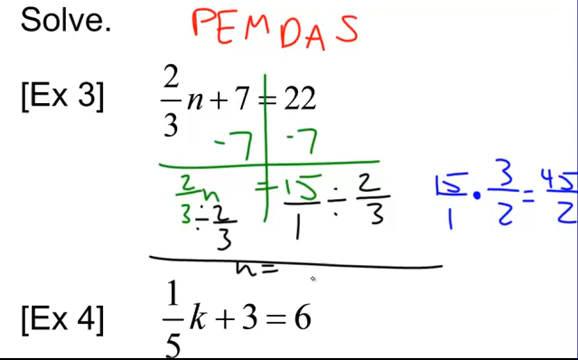 Solve. PEMDAS
[Ex 3] 2/3 n + 7 = 22
-7 -7
2/3 n = 15/1 ÷ 2/3 15/1 · 3/2 = 45/2
÷ 2/3
n =
[Ex 4] 1/5 k + 3 = 6